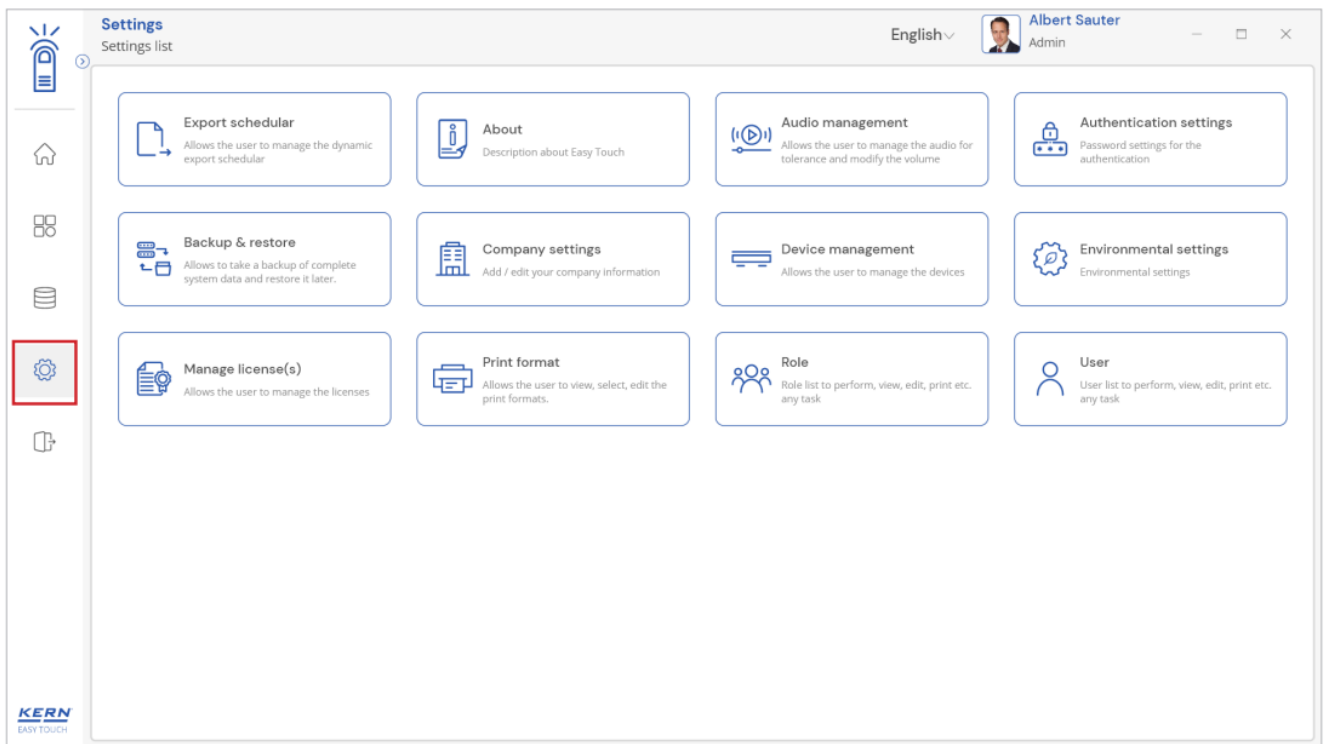 Settings
Settings list
English
Albert Sauter
Admin
Export schedular
Allows the user to manage the dynamic
export schedular
About
Description about Easy Touch
Audio management
Allows the user to manage the audio for
tolerance and modify the volume
Authentication settings
Password settings for the
authentication
Backup & restore
Allows to take a backup of complete
system data and restore it later.
Company settings
Add / edit your company information
Device management
Allows the user to manage the devices
Environmental settings
Environmental settings
Manage license(s)
Allows the user to manage the licenses
Print format
Allows the user to view, select, edit the
print formats.
Role
Role list to perform, view, edit, print etc.
any task
User
User list to perform, view, edit, print etc.
any task
KERN
EASY TOUCH